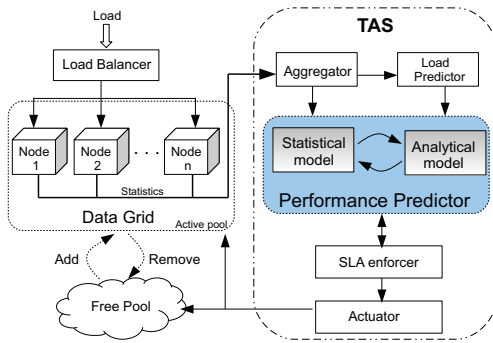 Load
Load Balancer
Node
1
Node
2
. . .
Node
n
Statistics
Data Grid
Active pool
Add
Remove
Free Pool
TAS
Aggregator
Load
Predictor
Statistical
model
Analytical
model
Performance Predictor
SLA enforcer
Actuator